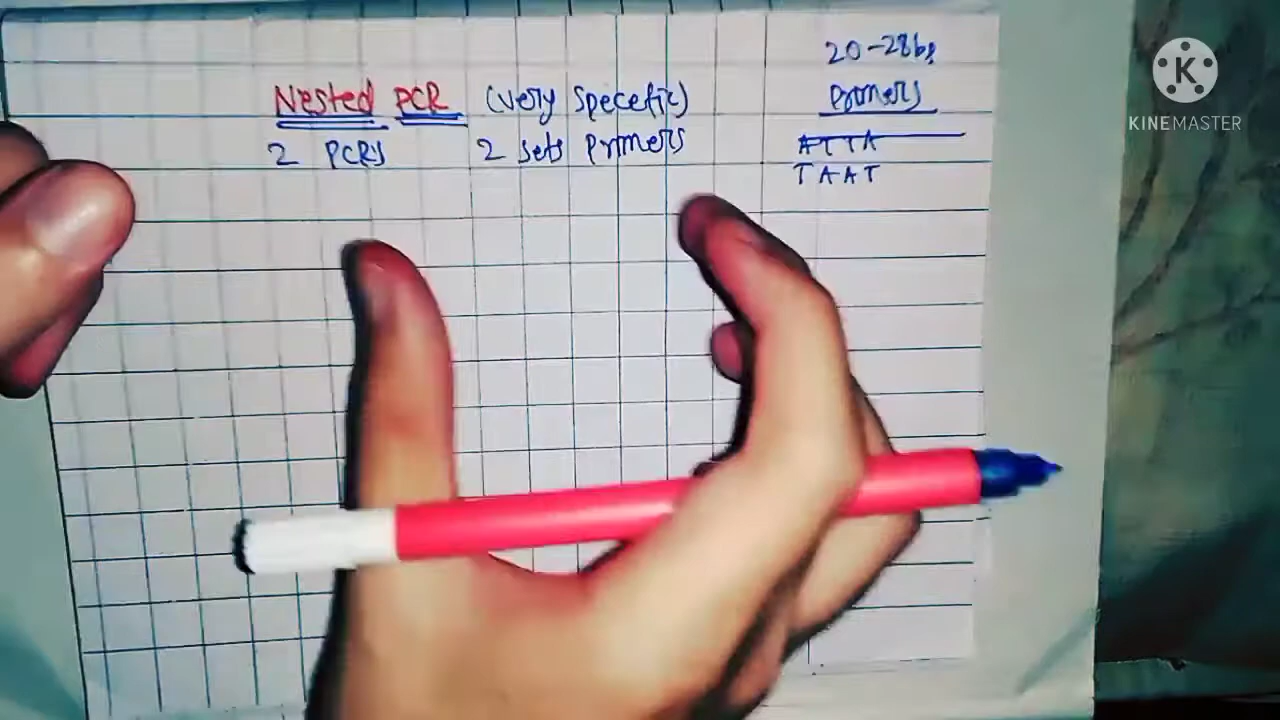 20-28bp
Nested PCR (Very Specefic)
Primers
2 PCRs 2 Sets Primers
ATTA
TAAT
K
KINEMASTER